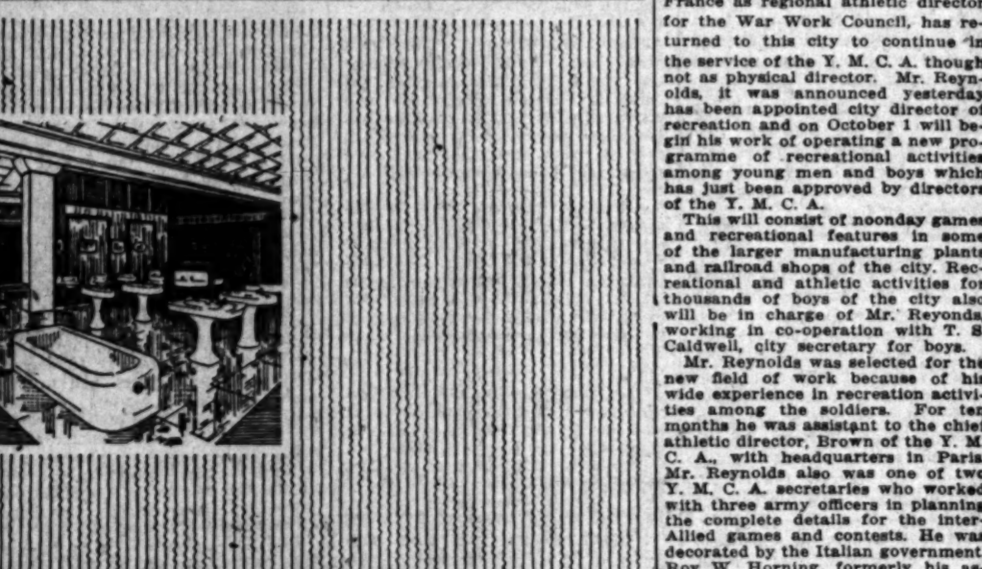 France as regional athletic director
for the War Work Council, has re-
turned to this city to continue in
the service of the Y. M. C. A. though
not as physical director. Mr. Reyn-
olds, it was announced yesterday
has been appointed city director of
recreation and on October 1 will be-
gin his work of operating a new pro-
gramme of recreational activities
among young men and boys which
has just been approved by directors
of the Y. M. C. A.
This will consist of noonday games
and recreational features in some
of the larger manufacturing plants
and railroad shops of the city. Rec-
reational and athletic activities for
thousands of boys of the city also
will be in charge of Mr. Reyonds
working in co-operation with T. S
Caldwell, city secretary for boys.
Mr. Reynolds was selected for the
new field of work because of his
wide experience in recreation activi-
ties among the soldiers. For ten
months he was assistant to the chief
athletic director, Brown of the Y. M
C. A., with headquarters in Paris
Mr. Reynolds also was one of two
Y. M. C. A. secretaries who worked
with three army officers in planning
the complete details for the inter-
Allied games and contests. He was
decorated by the Italian government
Roy W. Horning, formerly his as-